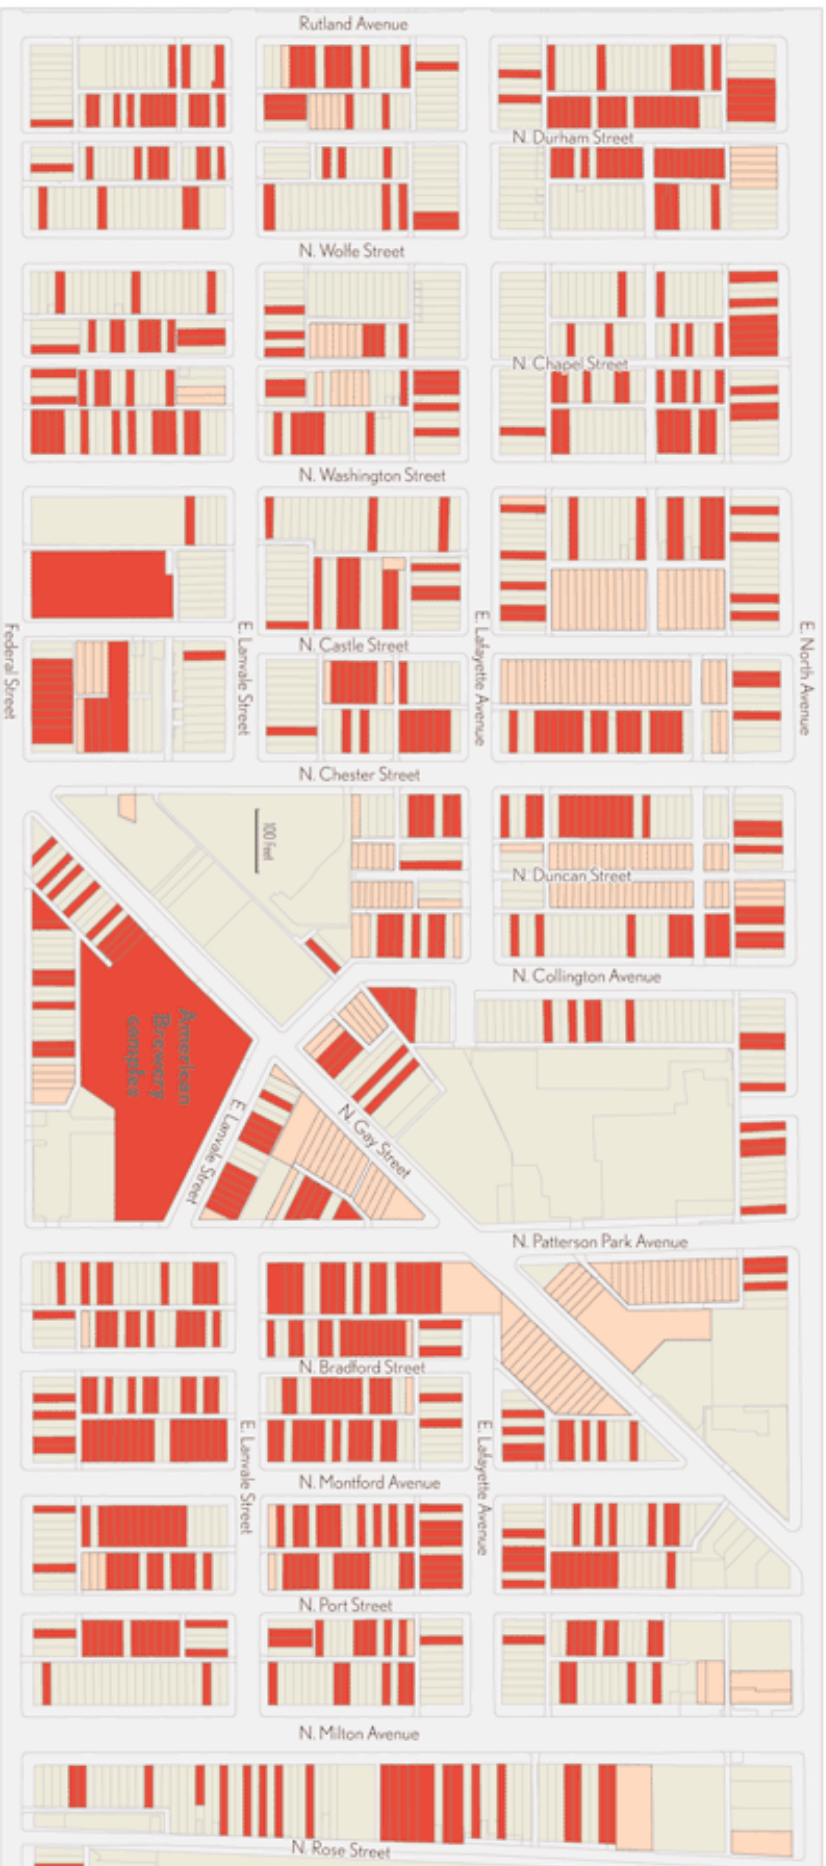 Rutland Avenue
N. Durham Street
N. Wolfe Street
N. Chapel Street
N. Washington Street
Federal Street
E. Lanvale Street
N. Castle Street
E. Lafayette Avenue
E. North Avenue
N. Chester Street
100 Feet
N. Duncan Street
N. Collington Avenue
American
Brewery
complex
E. Lanvale Street
N. Gay Street
N. Patterson Park Avenue
N. Bradford Street
E. Lanvale Street
E. Lafayette Avenue
N. Montford Avenue
N. Port Street
N. Milton Avenue
N. Rose Street